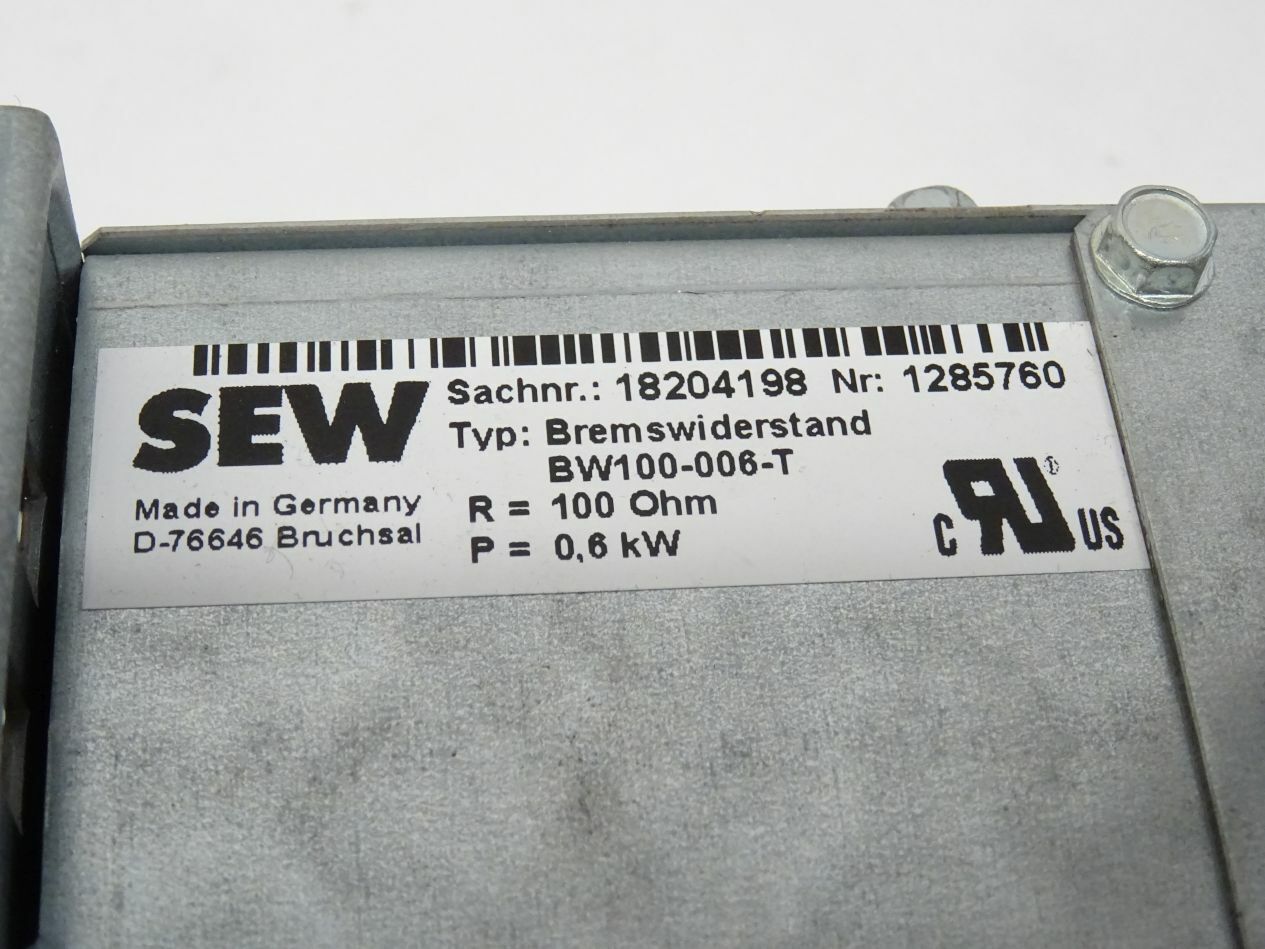 SEW
Sachnr.: 18204198 Nr: 1285760
Typ: Bremswiderstand
BW100-006-T
Made in Germany
D-76646 Bruchsal
R = 100 Ohm
P = 0,6 kW
C RU ® US